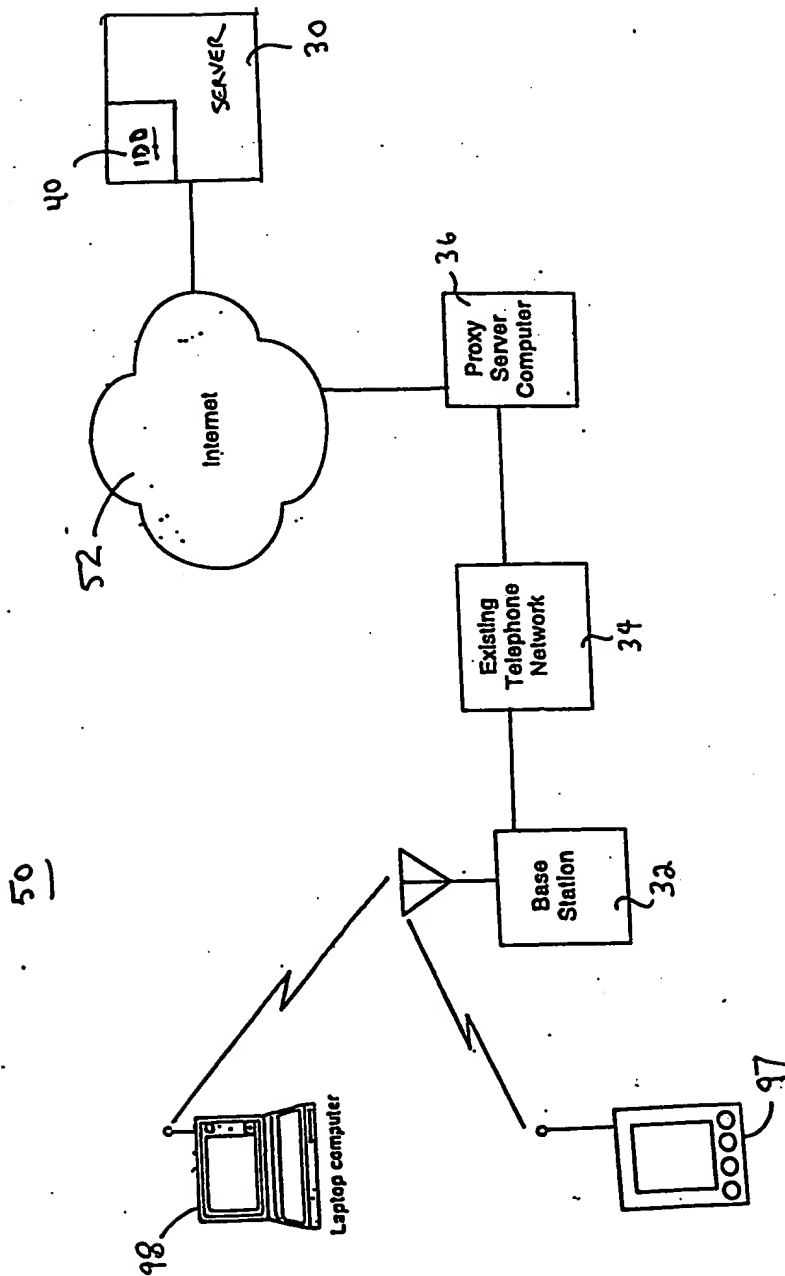 50
98
Laptop computer
97
Base
Station
32
Existing
Telephone
Network
34
Proxy
Server
Computer
36
52
Internet
40
IDD
SERVER
30